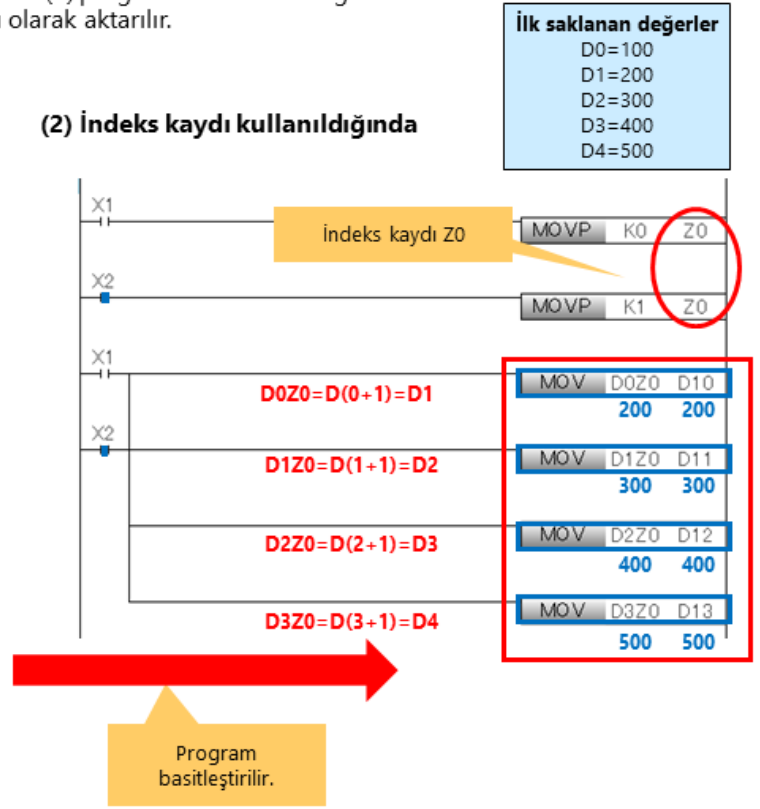 ı olarak aktarılır.
İlk saklanan değerler
D0=100
D1=200
D2=300
D3=400
D4=500
(2) İndeks kaydı kullanıldığında
X1
İndeks kaydı Z0
MOVP K0 Z0
X2
MOVP K1 Z0
X1
D0Z0=D(0+1)=D1
MOV D0Z0 D10
200 200
X2
D1Z0=D(1+1)=D2
MOV D1Z0 D11
300 300
D2Z0=D(2+1)=D3
MOV D2Z0 D12
400 400
D3Z0=D(3+1)=D4
MOV D3Z0 D13
500 500
Program
basitleştirilir.